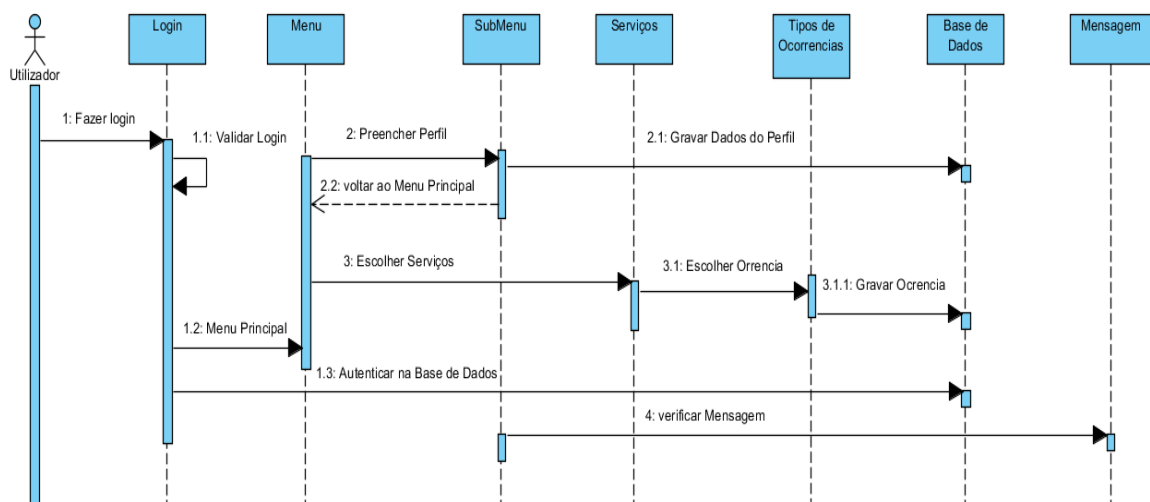 Utilizador
Login
Menu
SubMenu
Serviços
Tipos de
Ocorrencias
Base de
Dados
Mensagem
1: Fazer login
1.1: Validar Login
2: Preencher Perfil
2.1: Gravar Dados do Perfil
2.2: voltar ao Menu Principal
3: Escolher Serviços
3.1: Escolher Orrencia
3.1.1: Gravar Ocrencia
1.2: Menu Principal
1.3: Autenticar na Base de Dados
4: verificar Mensagem